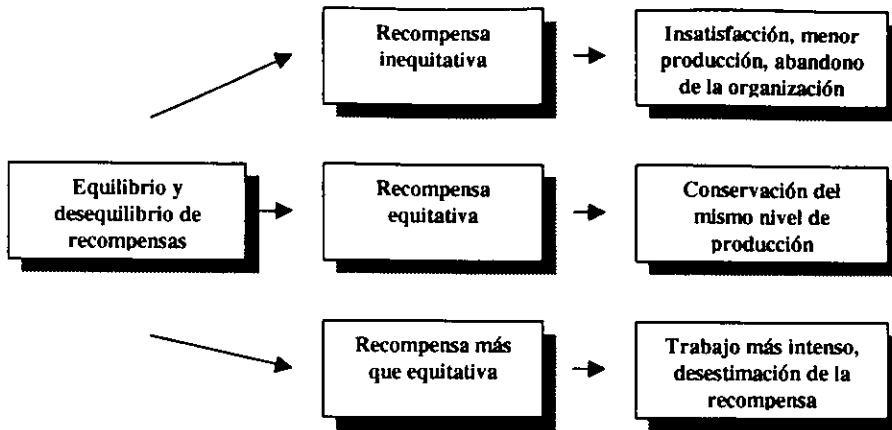 Recompensa
inequitativa
Insatisfacción, menor
producción, abandono
de la organización
Equilibrio y
desequilibrio de
recompensas
Recompensa
equitativa
Conservación del
mismo nivel de
producción
Recompensa más
que equitativa
Trabajo más intenso,
desestimación de la
recompensa